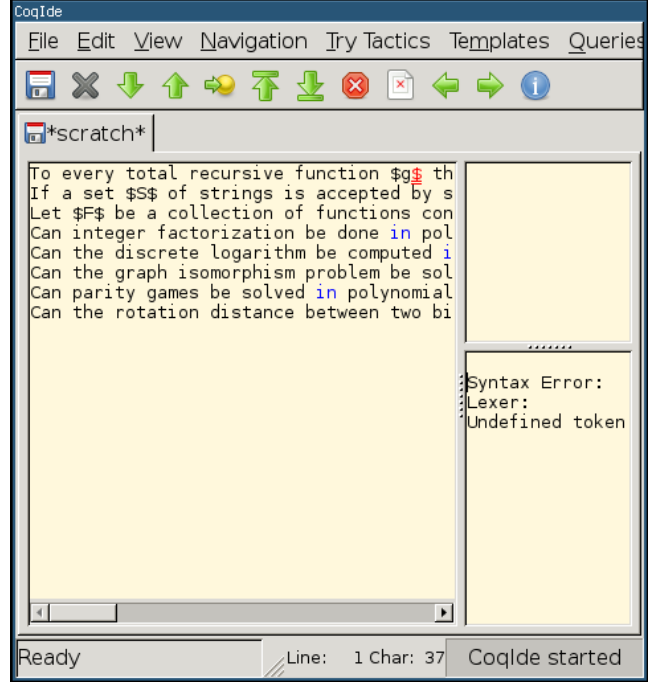 CoqIde
File Edit View Navigation Try Tactics Templates Queries
*scratch*
To every total recursive function $g$ th
If a set $S$ of strings is accepted by s
Let $F$ be a collection of functions con
Can integer factorization be done in pol
Can the discrete logarithm be computed i
Can the graph isomorphism problem be sol
Can parity games be solved in polynomial
Can the rotation distance between two bi
Syntax Error:
Lexer:
Undefined token
Ready Line: 1 Char: 37 CoqIde started